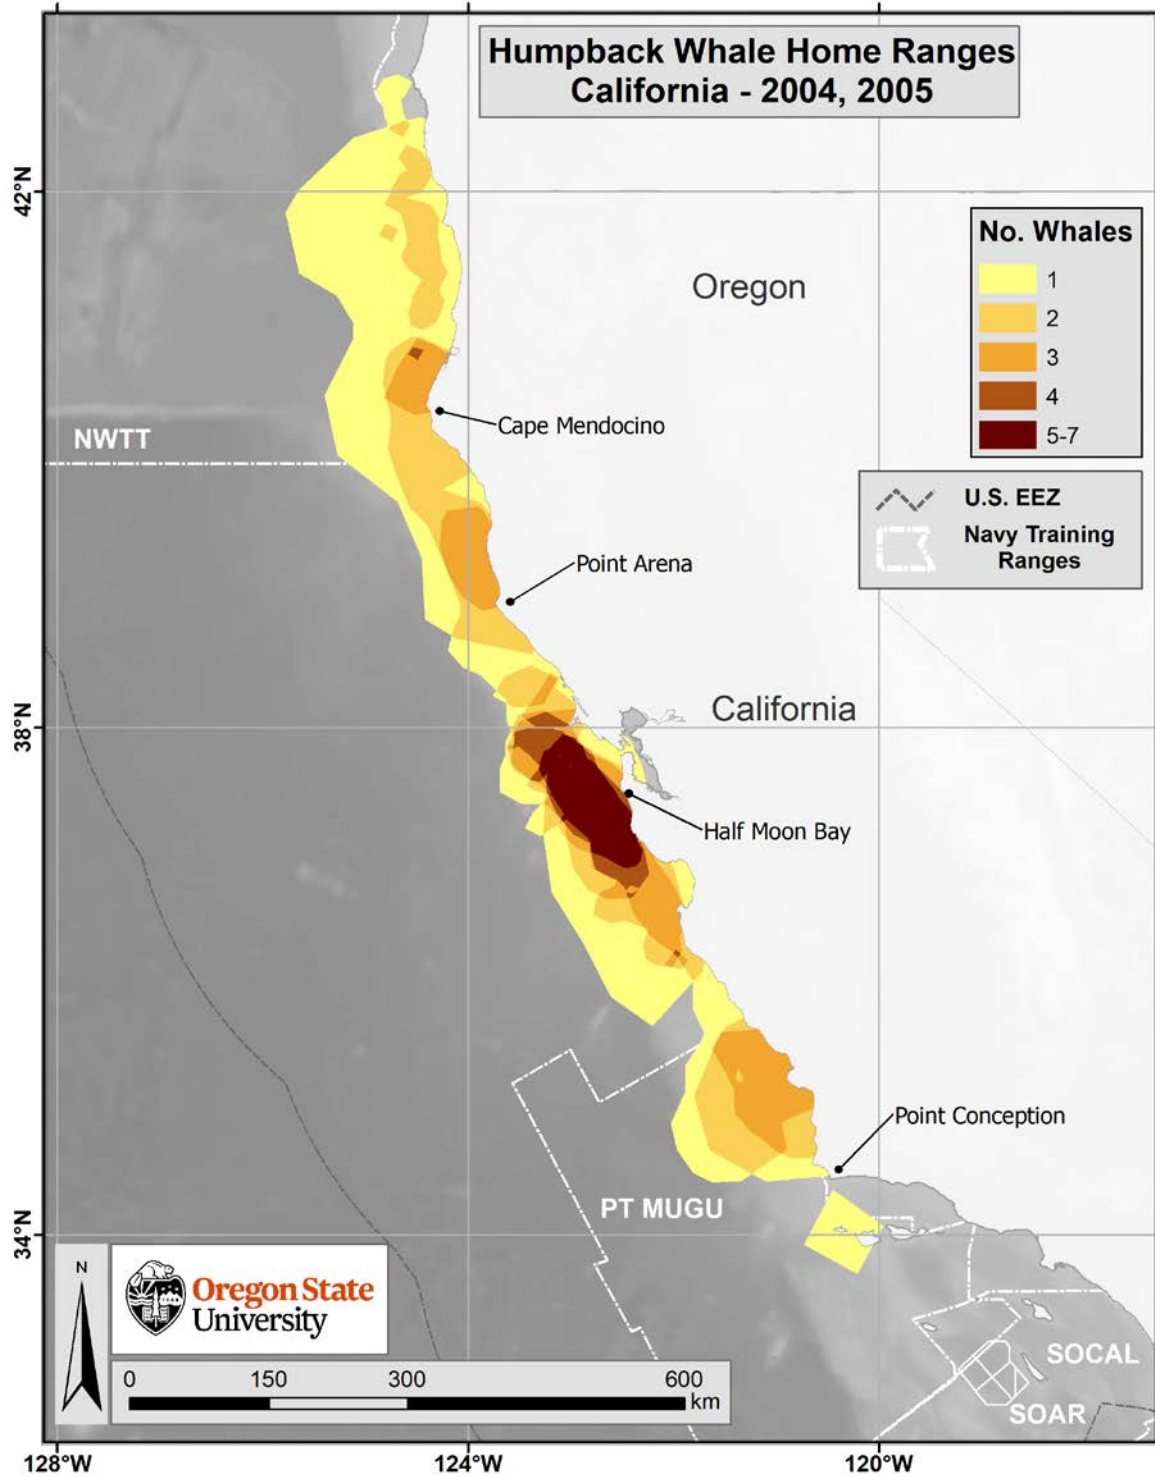 Humpback Whale Home Ranges
California - 2004, 2005
42°N
No. Whales
1
2
3
4
5-7
Oregon
Cape Mendocino
NWTT
U.S. EEZ
Navy Training
Ranges
Point Arena
38°N
California
Half Moon Bay
Point Conception
PT MUGU
34°N
N
Oregon State
University
0 150 300 600
km
SOCAL
SOAR
128°W 124°W 120°W